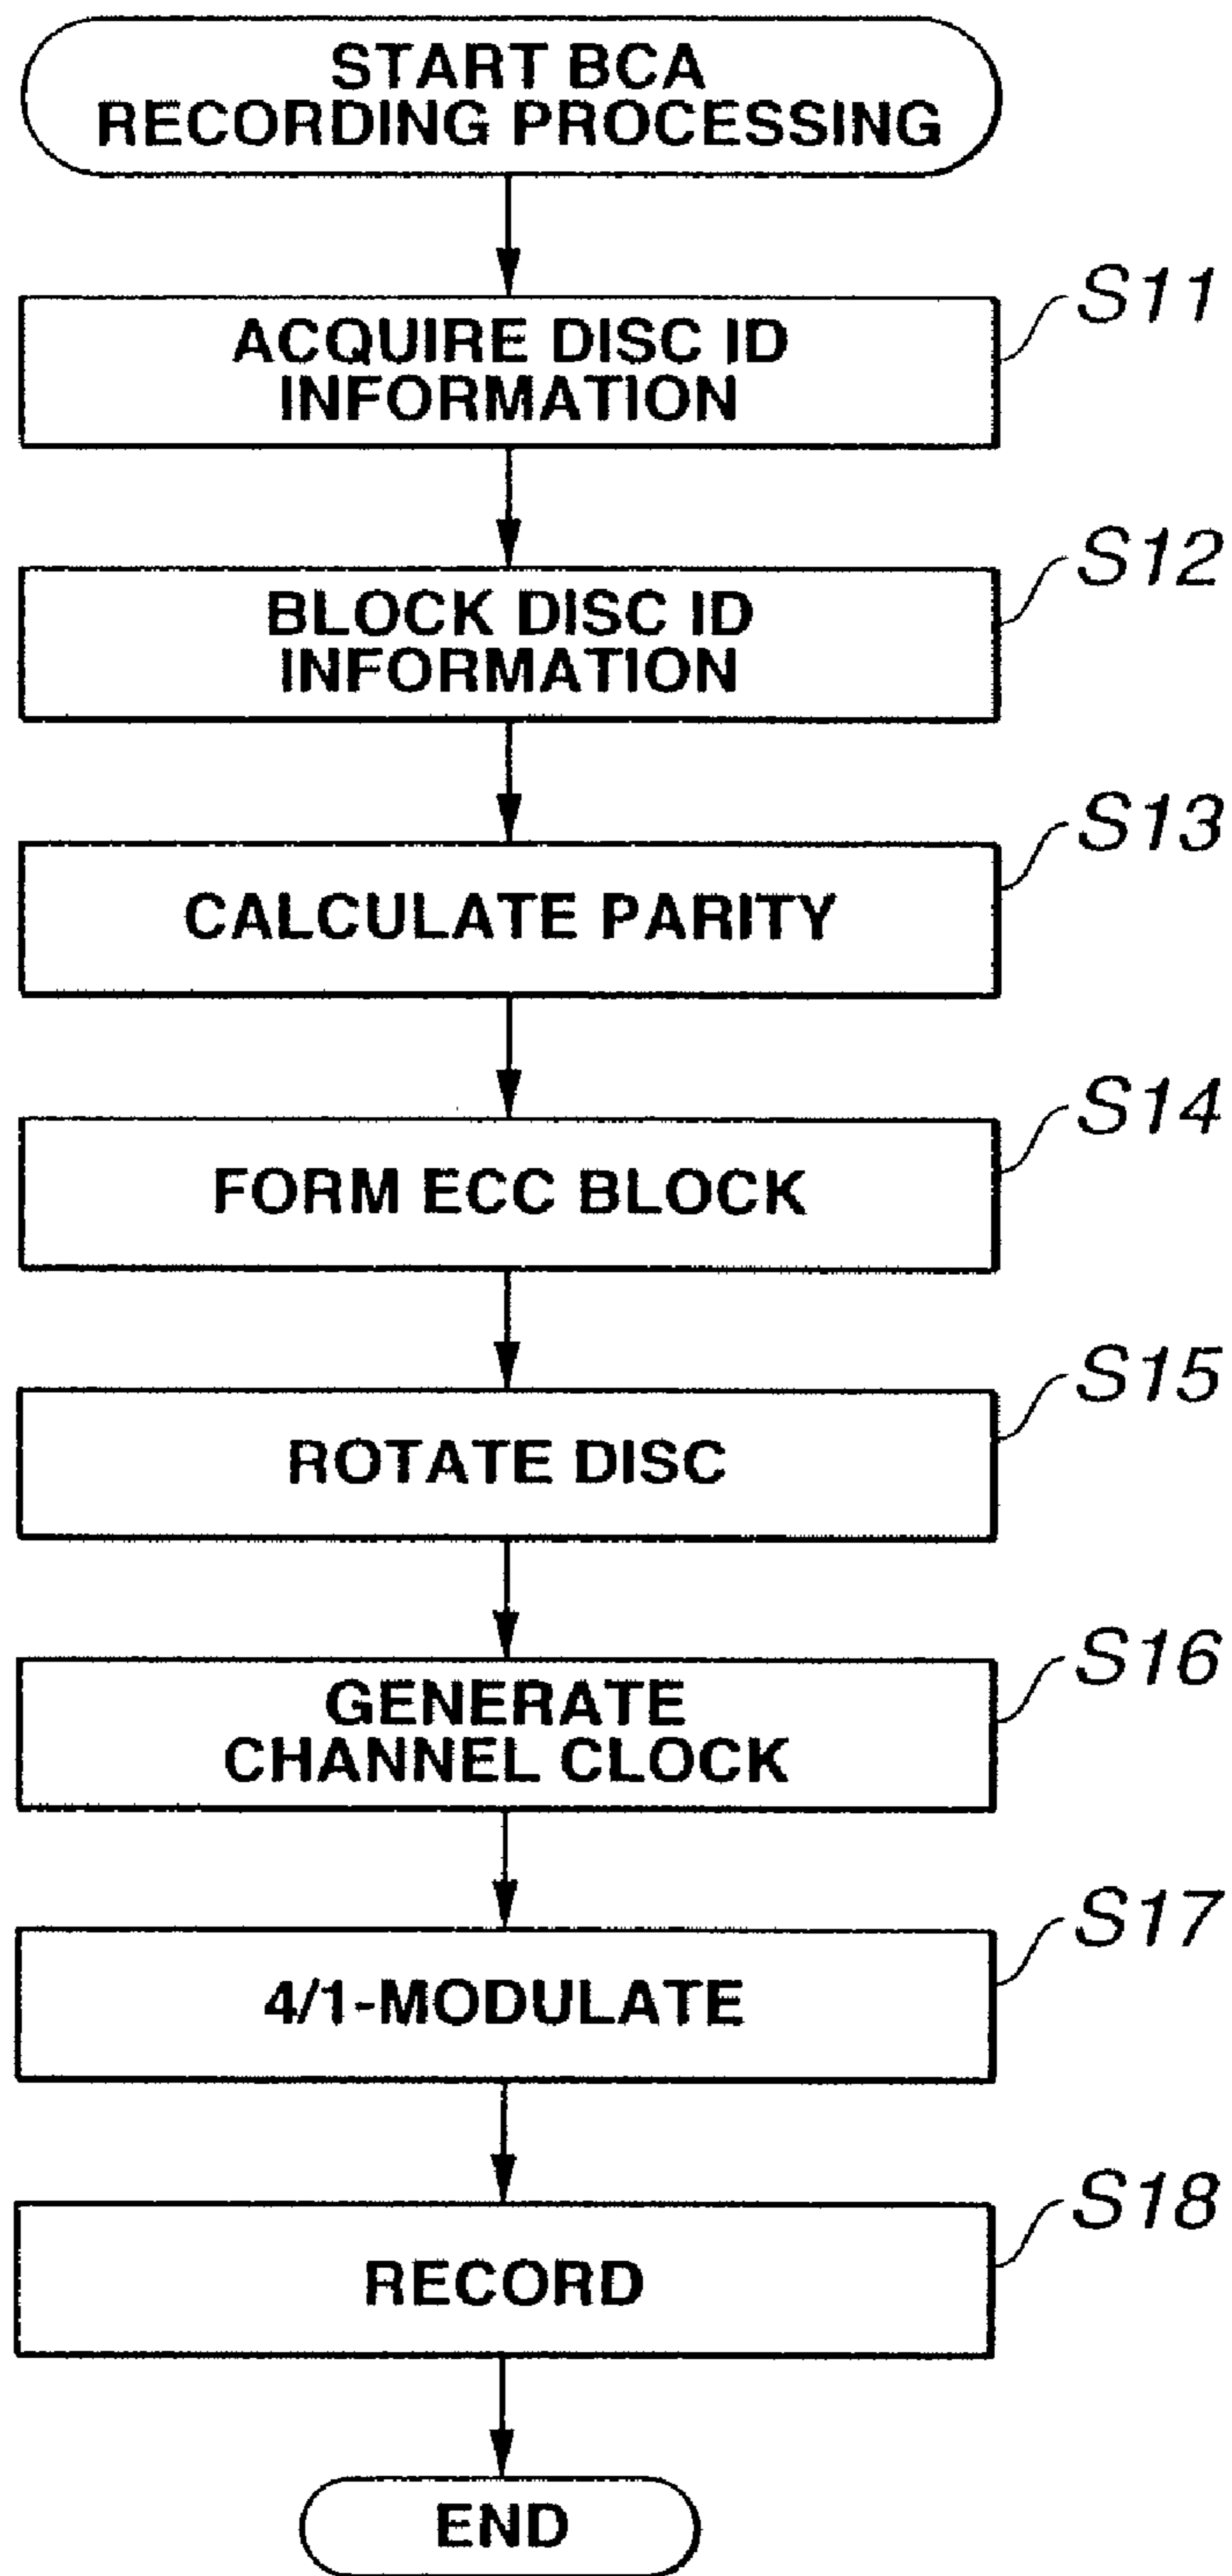 START BCA
RECORDING PROCESSING
S11
ACQUIRE DISC ID
INFORMATION
S12
BLOCK DISC ID
INFORMATION
S13
CALCULATE PARITY
S14
FORM ECC BLOCK
S15
ROTATE DISC
S16
GENERATE
CHANNEL CLOCK
S17
4/1-MODULATE
S18
RECORD
END